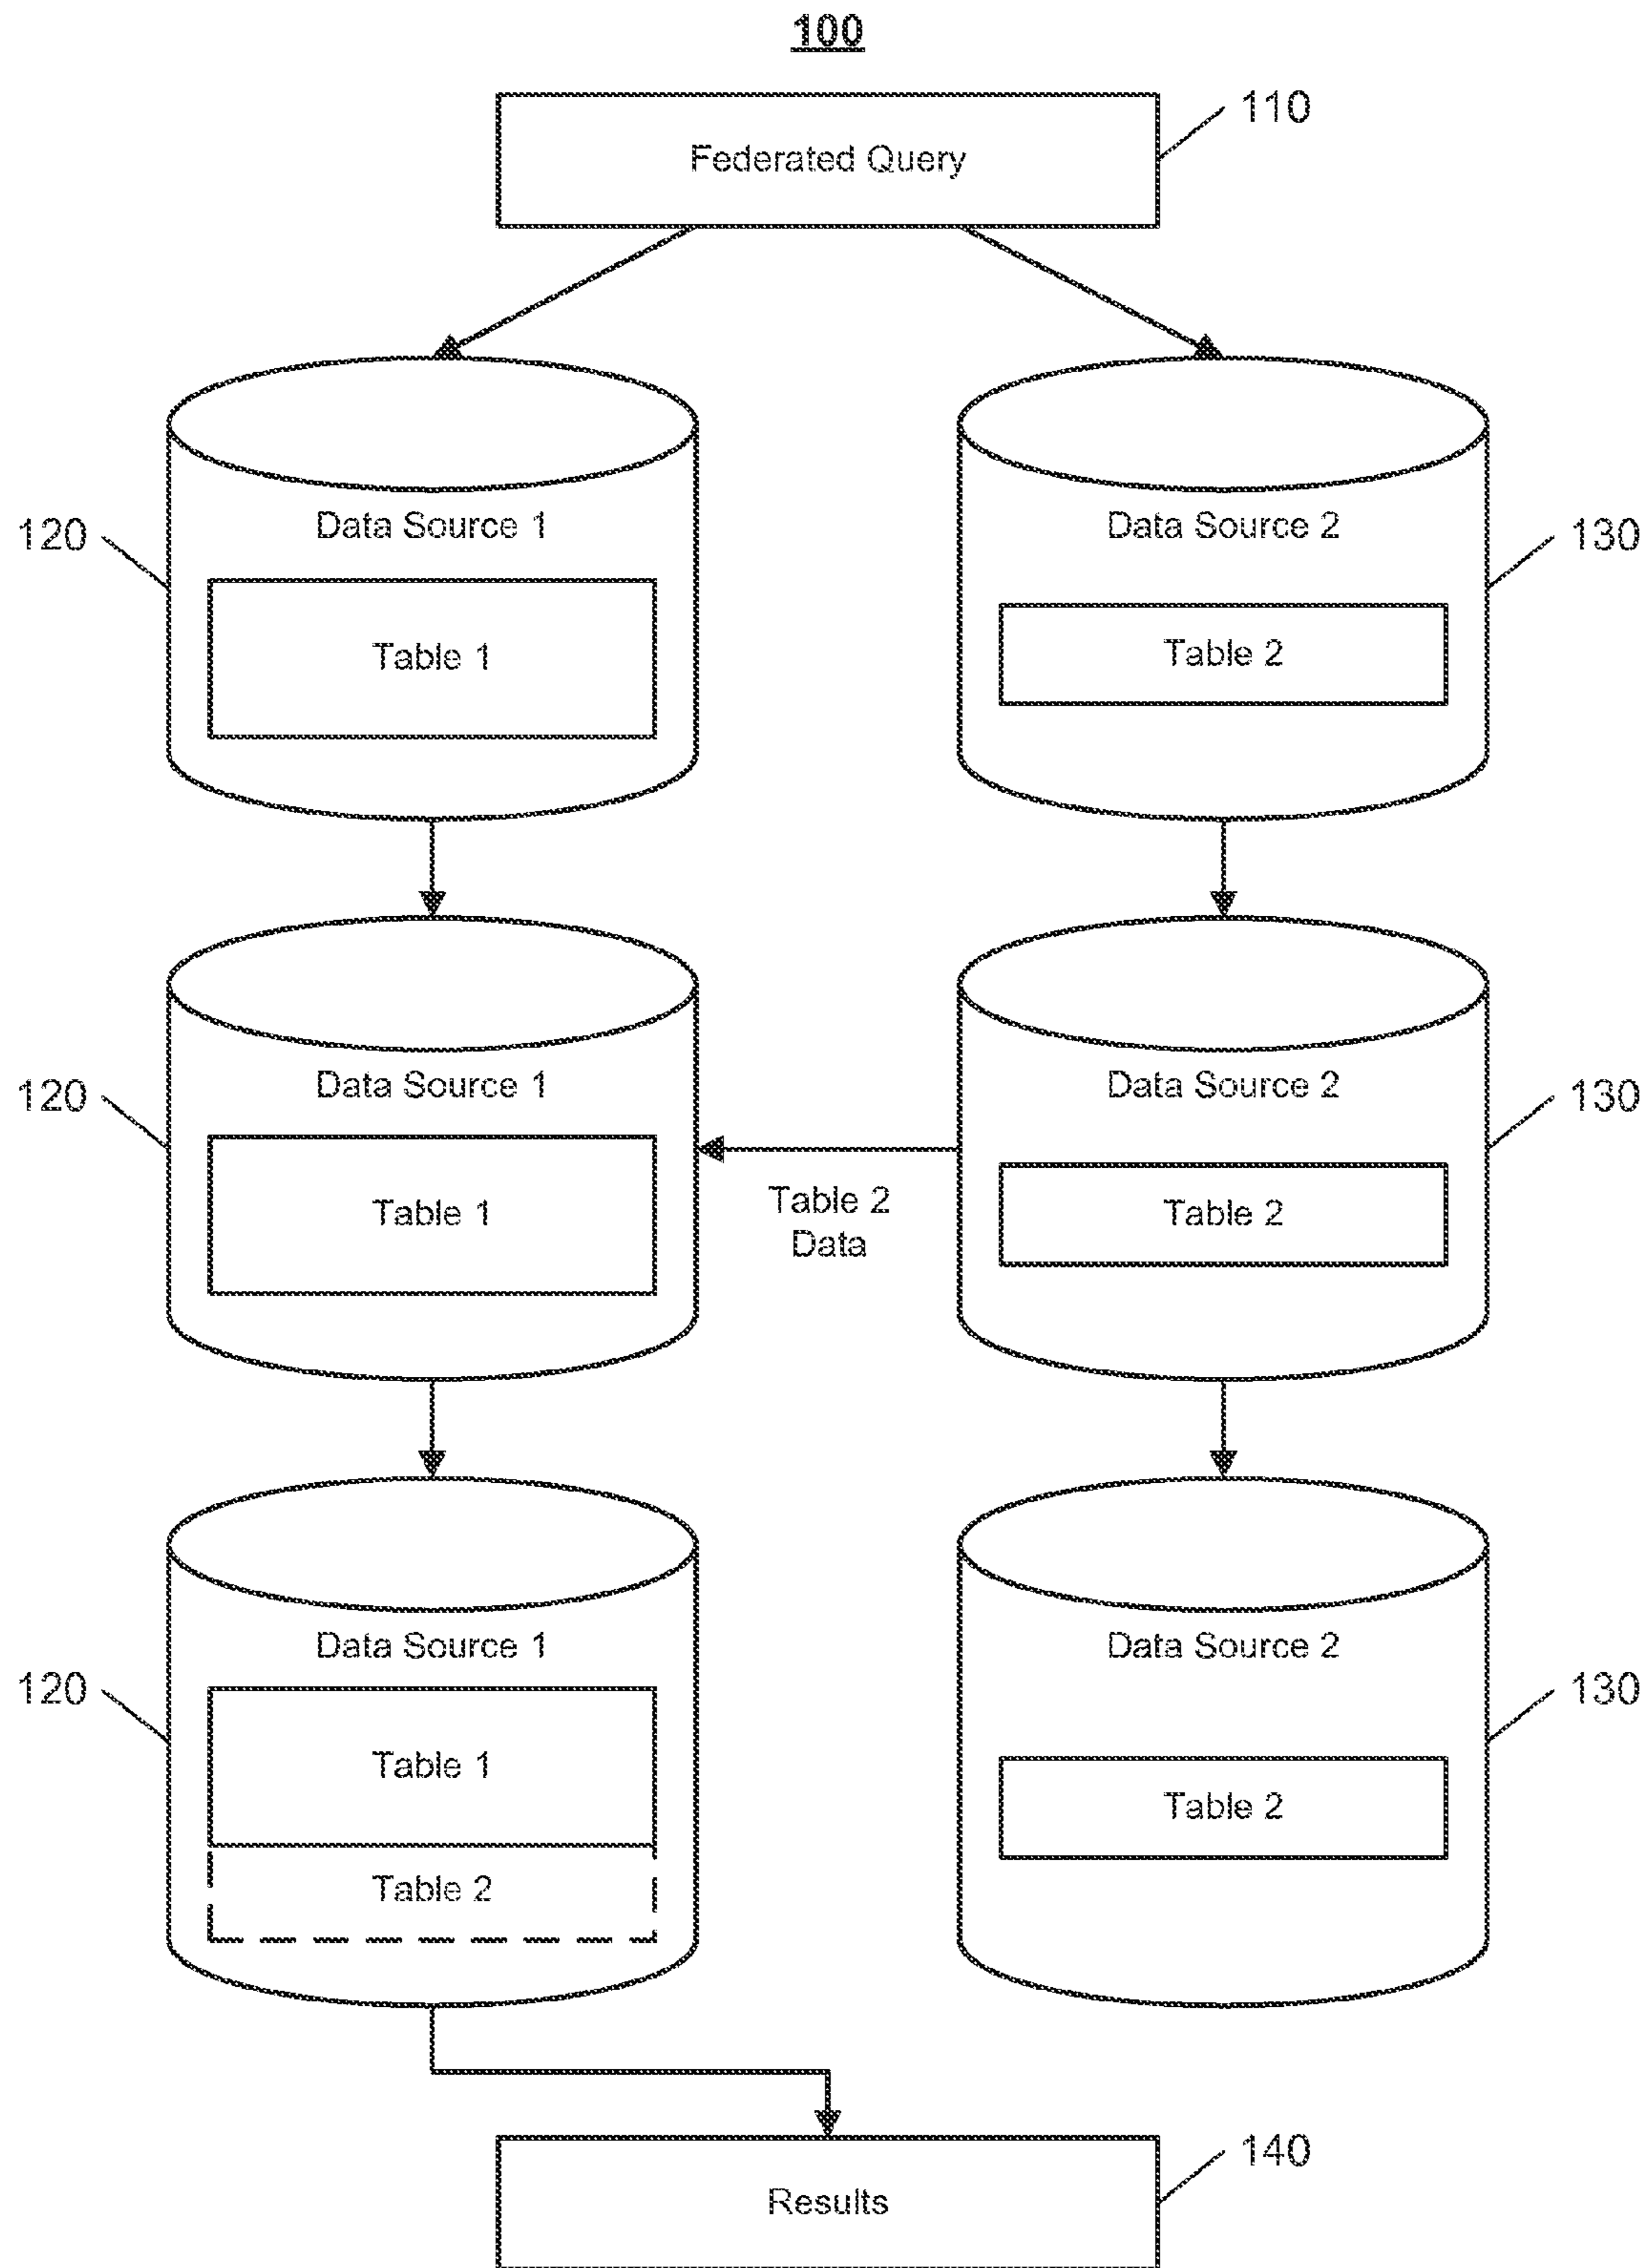 100
110
Federated Query
Data Source 1
Data Source 2
120
130
Table 1
Table 2
Data Source 1
Data Source 2
120
130
Table 1
Table 2
Data
Table 2
Data Source 1
Data Source 2
120
130
Table 1
Table 2
Table 2
140
Results